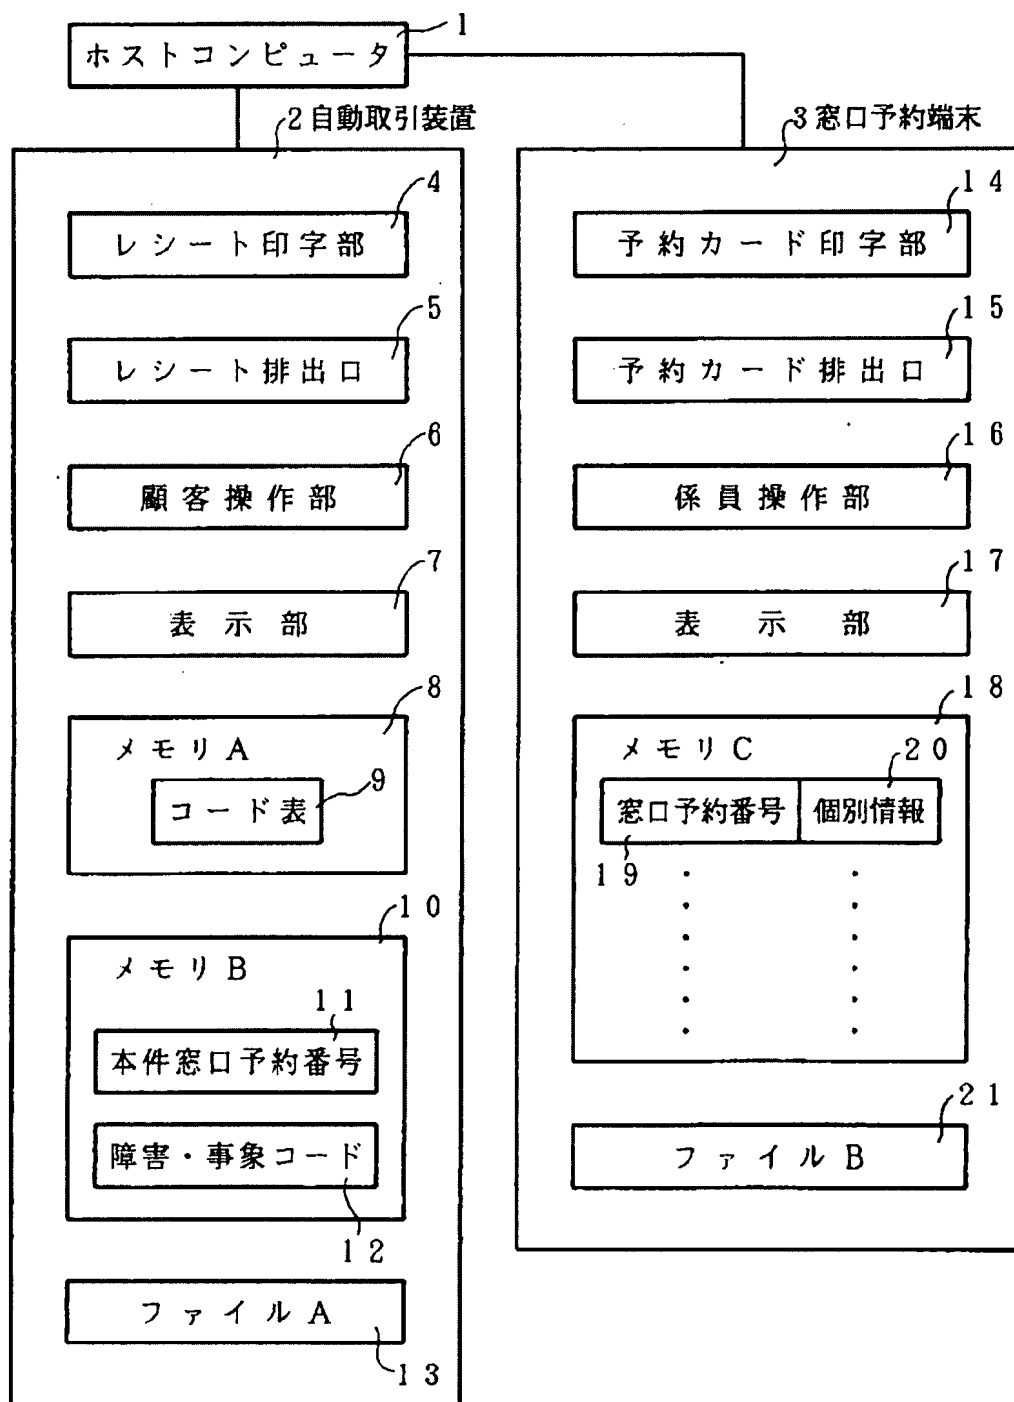 1
ホストコンピュータ
2自動取引装置
4
レシート印字部
5
レシート排出口
6
顧客操作部
7
表示部
8
メモリA
9
コード表
10
メモリB
11
本件窓口予約番号
障害・事象コード
12
ファイルA
13
3窓口予約端末
14
予約カード印字部
15
予約カード排出口
16
係員操作部
17
表示部
18
メモリC
20
窓口予約番号 個別情報
19
21
ファイルB